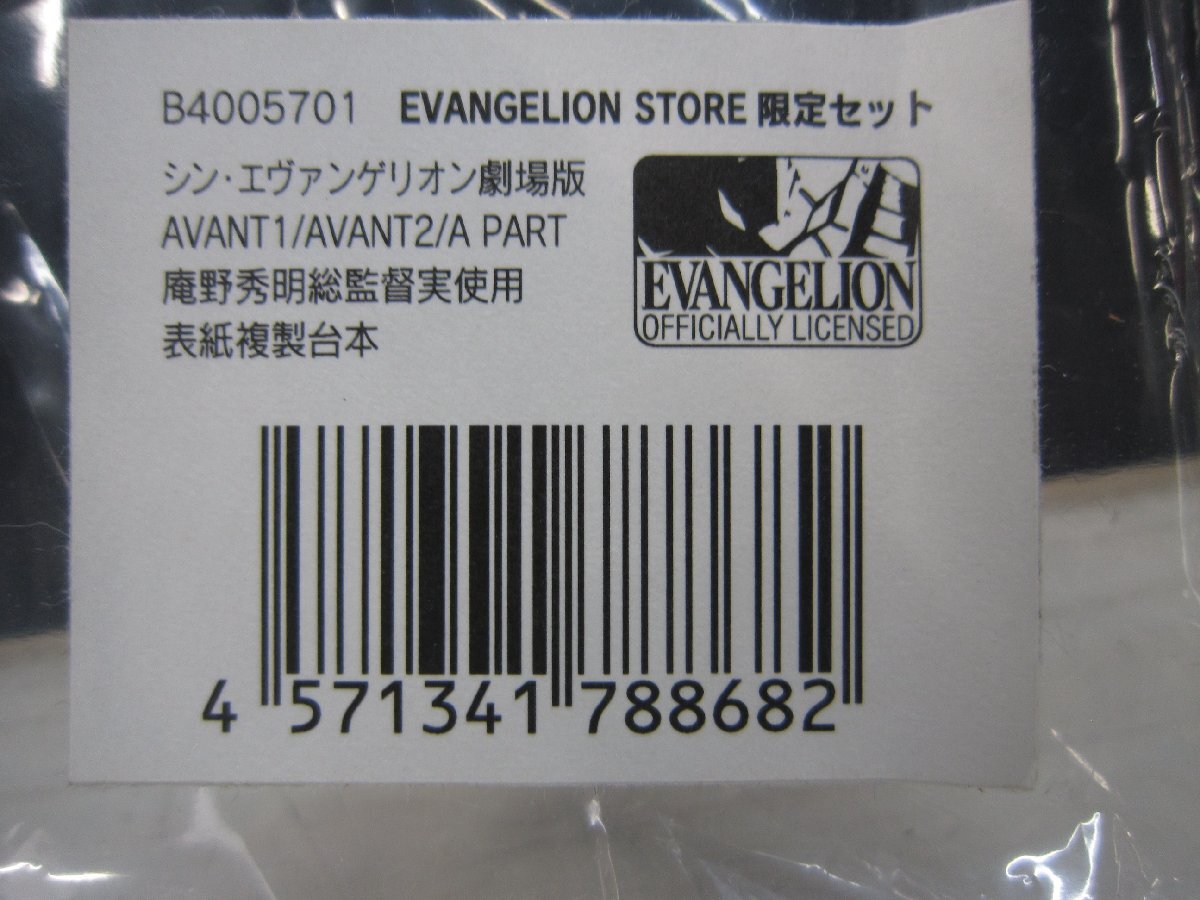 B4005701 EVANGELION STORE 限定セット
シン・エヴァンゲリオン劇場版
AVANT1/AVANT2/A PART
庵野秀明総監督実使用
表紙複製台本
EVANGELION
OFFICIALLY LICENSED
4 571341 788682